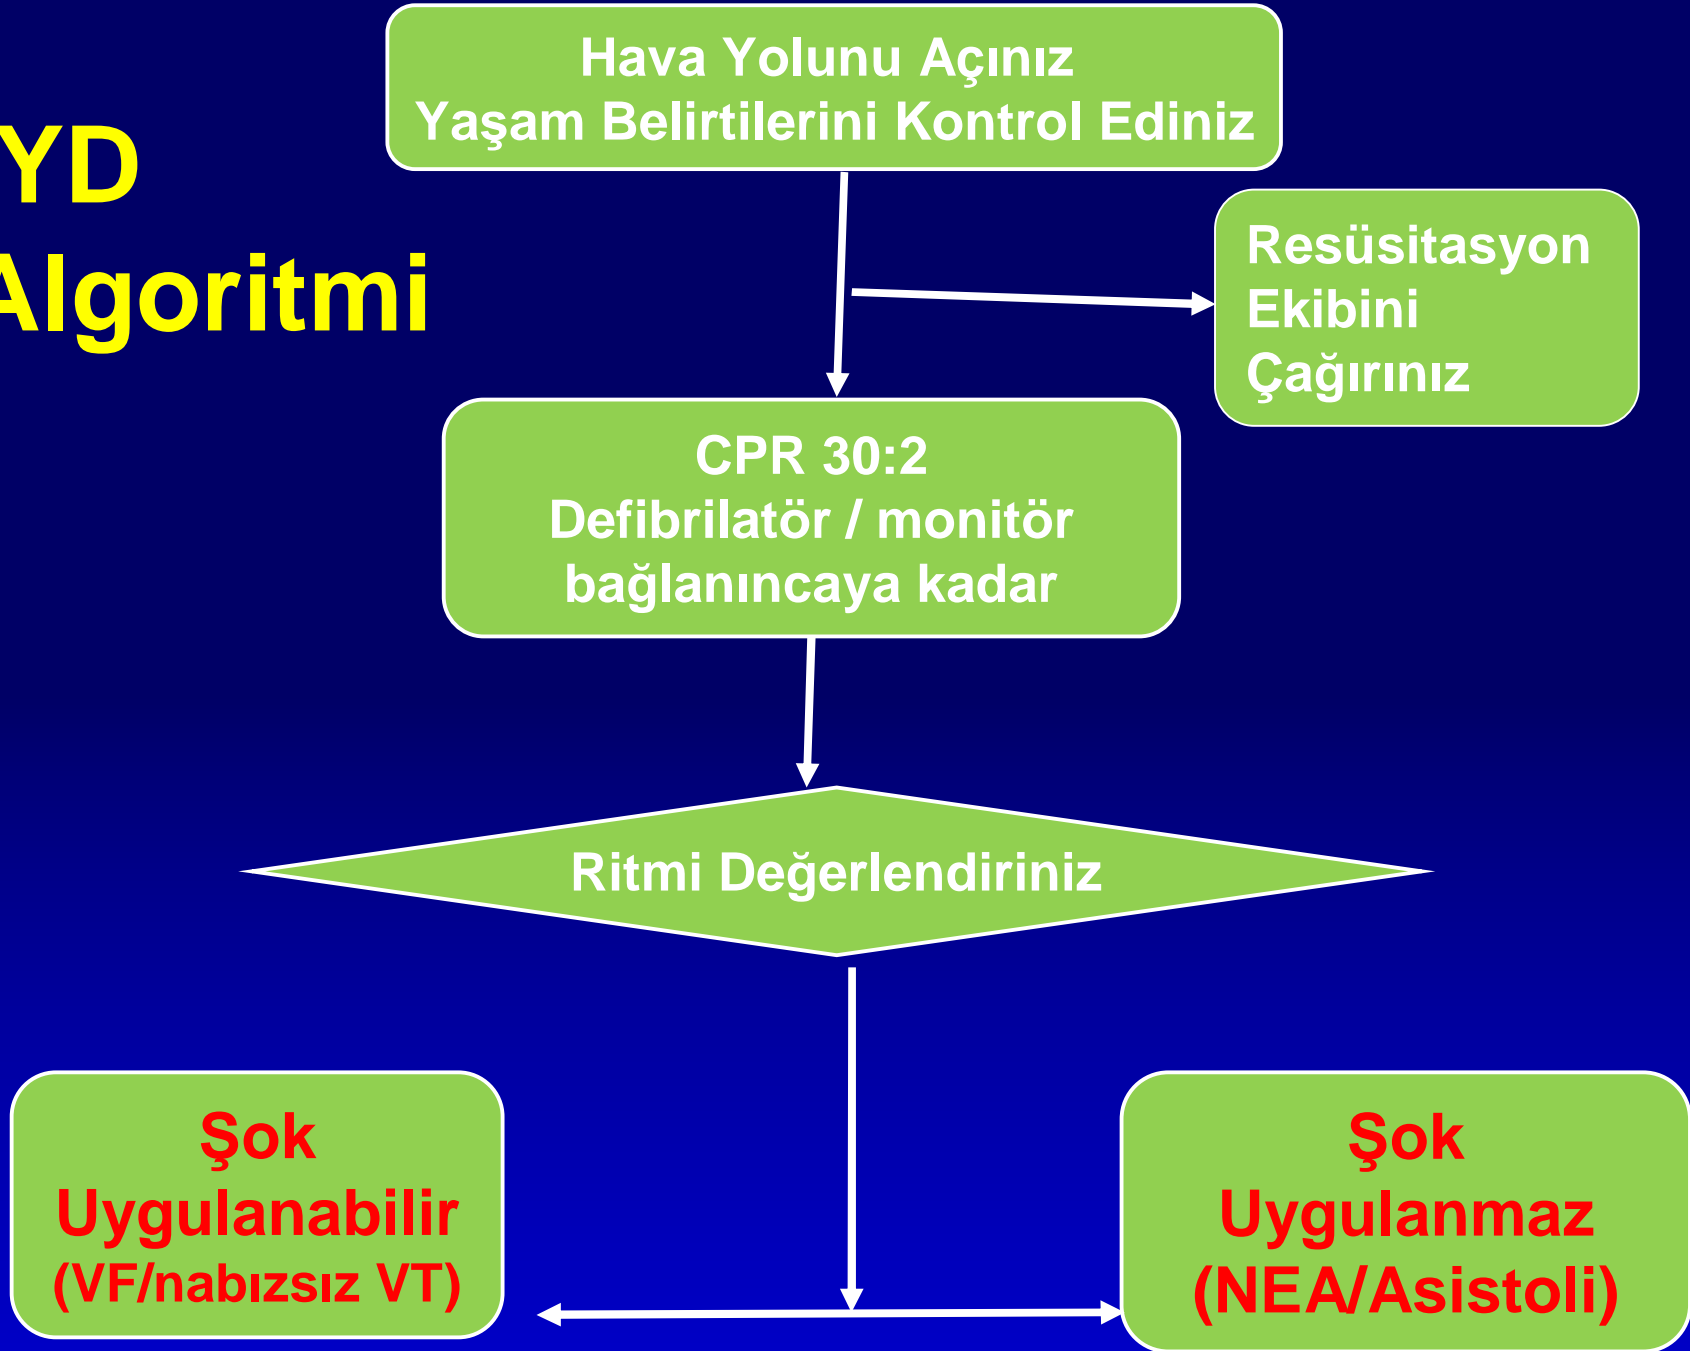 Hava Yolunu Açınız
Yaşam Belirtilerini Kontrol Ediniz
YD
Algoritmi
Resüsitasyon
Ekibini
Çağırınız
CPR 30:2
Defibrilatör / monitör
bağlanıncaya kadar
Ritmi Değerlendiriniz
Şok
Uygulanabilir
(VF/nabızsız VT)
Şok
Uygulanmaz
(NEA/Asistoli)